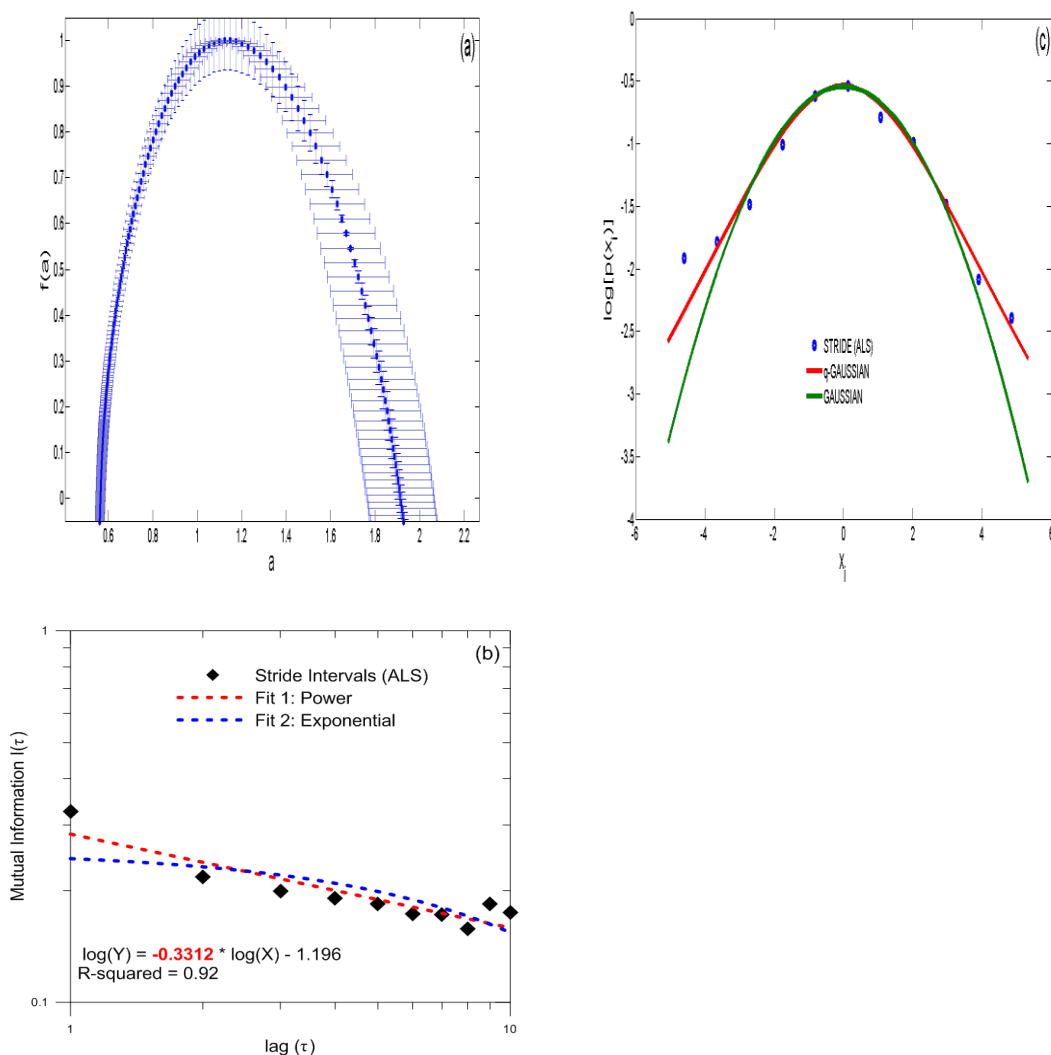 (a)
1
0.9
0.8
0.7
0.6
0.5
0.4
0.3
0.2
0.1
0
f(a)
0.6 0.8 1 1.2 1.4 1.6 1.8 2 2.2
a
(c)
0
-0.5
-1
-1.5
-2
-2.5
-3
-3.5
-4
log[p(x_i)]
STRIDE (ALS)
q-GAUSSIAN
GAUSSIAN
-6 -4 -2 0 2 4 6
X_i
(b)
1
Stride Intervals (ALS)
Fit 1: Power
Fit 2: Exponential
Mutual Information I(τ)
log(Y) = -0.3312 * log(X) - 1.196
R-squared = 0.92
0.1
1 10
lag (τ)